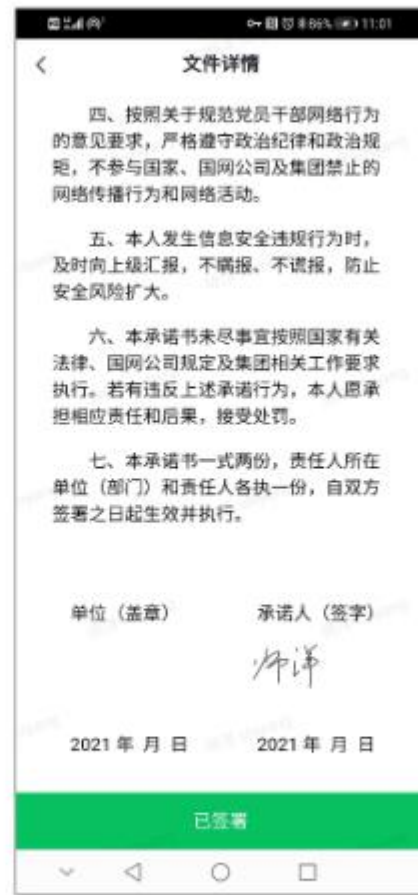 86% 11:01
文件详情
四、按照关于规范党员干部网络行为
的意见要求，严格遵守政治纪律和政治规
矩，不参与国家、国网公司及集团禁止的
网络传播行为和网络活动。
五、本人发生信息安全违规行为时，
及时向上级汇报，不瞒报、不谎报，防止
安全风险扩大。
六、本承诺书未尽事宜按照国家有关
法律、国网公司规定及集团相关工作要求
执行。若有违反上述承诺行为，本人愿承
担相应责任和后果，接受处罚。
七、本承诺书一式两份，责任人所在
单位（部门）和责任人各执一份，自双方
签署之日起生效并执行。
单位（盖章） 承诺人（签字）
师洋
2021 年 月 日 2021 年 月 日
已签署